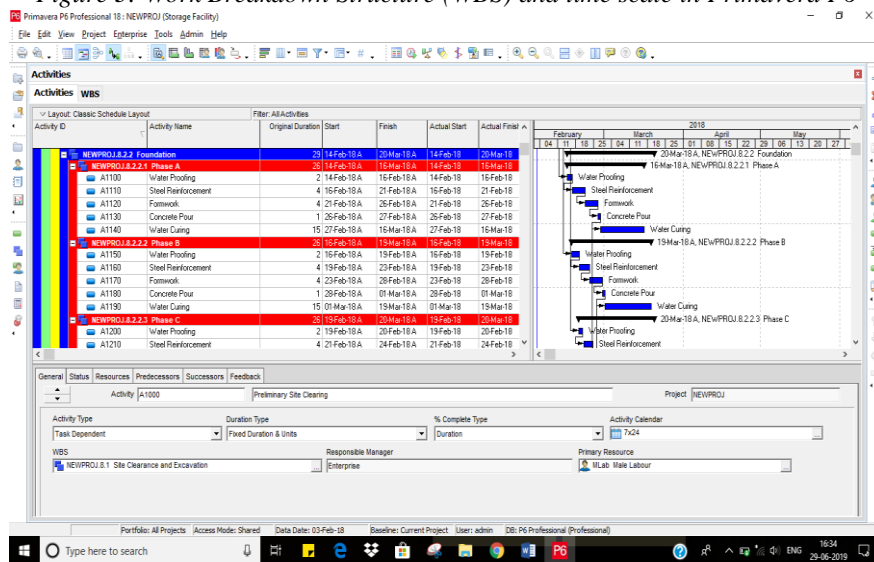 Figure 3: Work Breakdown Structure (WBS) and time scale in Primavera P6
P6 Primavera P6 Professional 18 : NEWPROJ (Storage Facility)
File Edit View Project Enterprise Tools Admin Help
Activities
Activities WBS
Layout: Classic Schedule Layout Filter: All Activities
Activity ID Activity Name Original Duration Start Finish Actual Start Actual Finish 2018
February March April May
04 11 18 25 04 11 18 25 01 08 15 22 29 06 13 20 27
NEWPROJ.8.2.2 Foundation 29 14-Feb-18 A 20-Mar-18 A 14-Feb-18 20-Mar-18 20-Mar-18 A, NEWPROJ.8.2.2 Foundation
NEWPROJ.8.2.2.1 Phase A 26 14-Feb-18 A 16-Mar-18 A 14-Feb-18 16-Mar-18 16-Mar-18 A, NEWPROJ.8.2.2.1 Phase A
A1100 Water Proofing 2 14-Feb-18 A 16-Feb-18 A 14-Feb-18 16-Feb-18 Water Proofing
A1110 Steel Reinforcement 4 16-Feb-18 A 21-Feb-18 A 16-Feb-18 21-Feb-18 Steel Reinforcement
A1120 Formwork 4 21-Feb-18 A 26-Feb-18 A 21-Feb-18 26-Feb-18 Formwork
A1130 Concrete Pour 1 26-Feb-18 A 27-Feb-18 A 26-Feb-18 27-Feb-18 Concrete Pour
A1140 Water Curing 15 27-Feb-18 A 16-Mar-18 A 27-Feb-18 16-Mar-18 Water Curing
NEWPROJ.8.2.2.2 Phase B 26 16-Feb-18 A 19-Mar-18 A 16-Feb-18 19-Mar-18 19-Mar-18 A, NEWPROJ.8.2.2.2 Phase B
A1150 Water Proofing 2 16-Feb-18 A 19-Feb-18 A 16-Feb-18 19-Feb-18 Water Proofing
A1160 Steel Reinforcement 4 19-Feb-18 A 23-Feb-18 A 19-Feb-18 23-Feb-18 Steel Reinforcement
A1170 Formwork 4 23-Feb-18 A 28-Feb-18 A 23-Feb-18 28-Feb-18 Formwork
A1180 Concrete Pour 1 28-Feb-18 A 01-Mar-18 A 28-Feb-18 01-Mar-18 Concrete Pour
A1190 Water Curing 15 01-Mar-18 A 19-Mar-18 A 01-Mar-18 19-Mar-18 Water Curing
NEWPROJ.8.2.2.3 Phase C 26 19-Feb-18 A 20-Mar-18 A 19-Feb-18 20-Mar-18 20-Mar-18 A, NEWPROJ.8.2.2.3 Phase C
A1200 Water Proofing 2 19-Feb-18 A 20-Feb-18 A 19-Feb-18 20-Feb-18 Water Proofing
A1210 Steel Reinforcement 4 21-Feb-18 A 24-Feb-18 A 21-Feb-18 24-Feb-18 Steel Reinforcement
General Status Resources Predecessors Successors Feedback
Activity A1000 Preliminary Site Clearing Project NEWPROJ
Activity Type Duration Type % Complete Type Activity Calendar
Task Dependent Fixed Duration & Units Duration 7x24
WBS Responsible Manager Primary Resource
NEWPROJ.8.1 Site Clearance and Excavation ... Enterprise MLab Male Labour ...
Portfolio: All Projects Access Mode: Shared Data Date: 03-Feb-18 Baseline: Current Project User: admin DB: P6 Professional (Professional)
Type here to search P6 ENG 16:34
29-06-2019